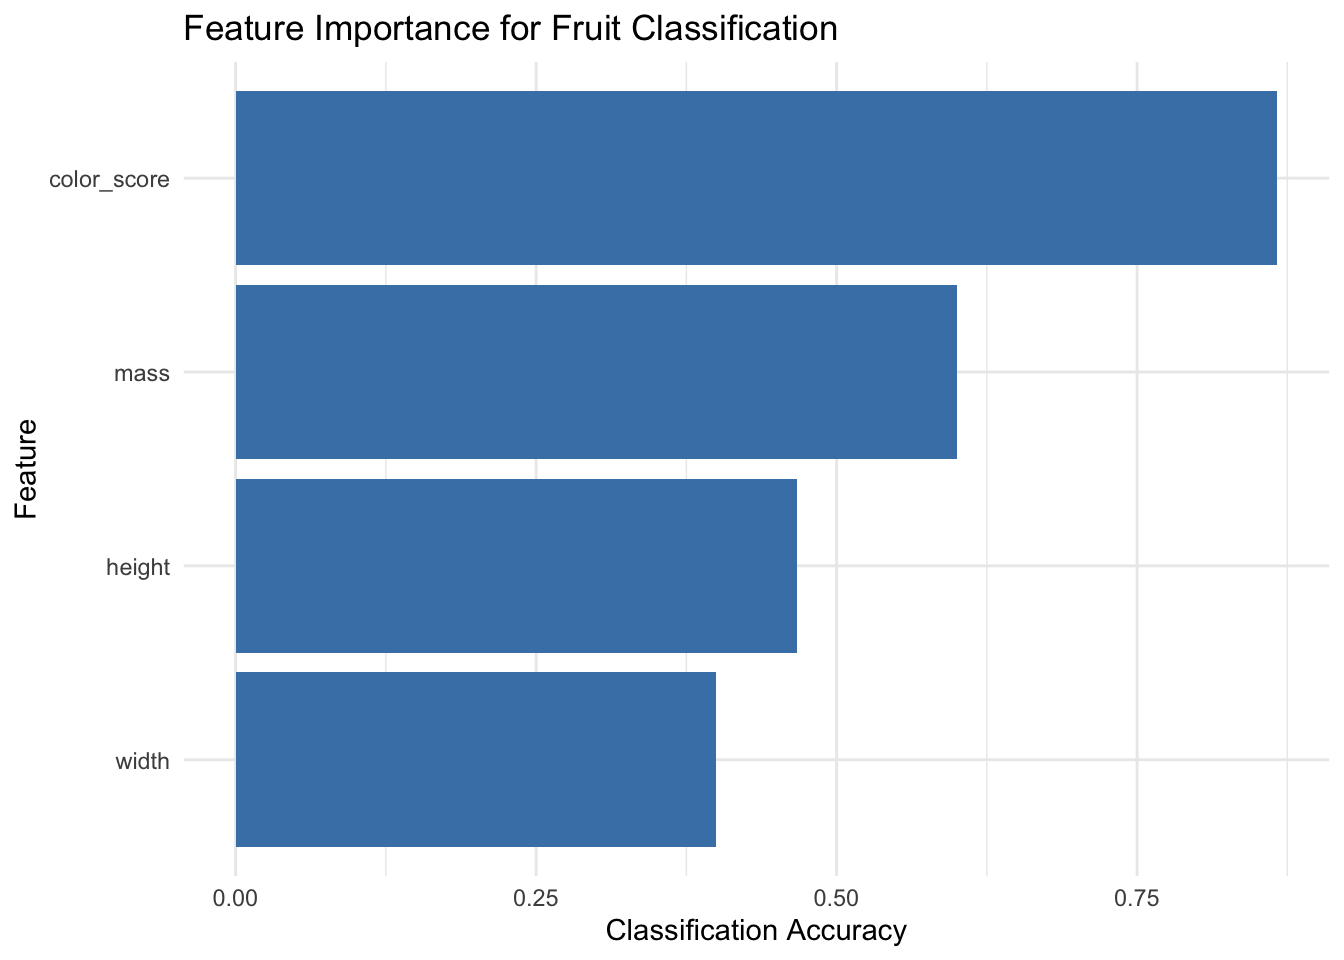 Feature Importance for Fruit Classification
color_score
mass
height
width
Feature
0.00 0.25 0.50 0.75
Classification Accuracy